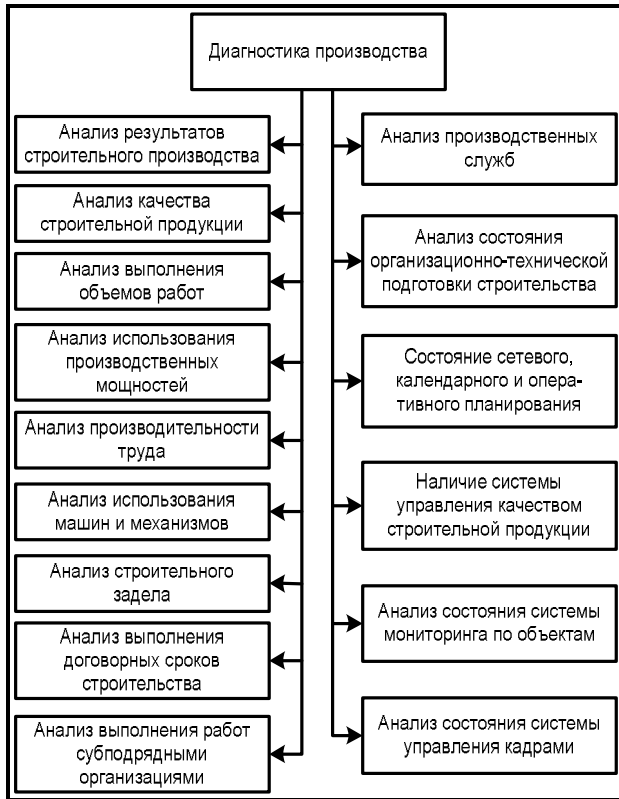 Диагностика производства
Анализ результатов
строительного производства
Анализ качества
строительной продукции
Анализ выполнения
объемов работ
Анализ использования
производственных
мощностей
Анализ производительности
труда
Анализ использования
машин и механизмов
Анализ строительного
задела
Анализ выполнения
договорных сроков
строительства
Анализ выполнения работ
субподрядными
организациями
Анализ производственных
служб
Анализ состояния
организационно-технической
подготовки строительства
Состояние сетевого,
календарного и опера-
тивного планирования
Наличие системы
управления качеством
строительной продукции
Анализ состояния системы
мониторинга по объектам
Анализ состояния системы
управления кадрами